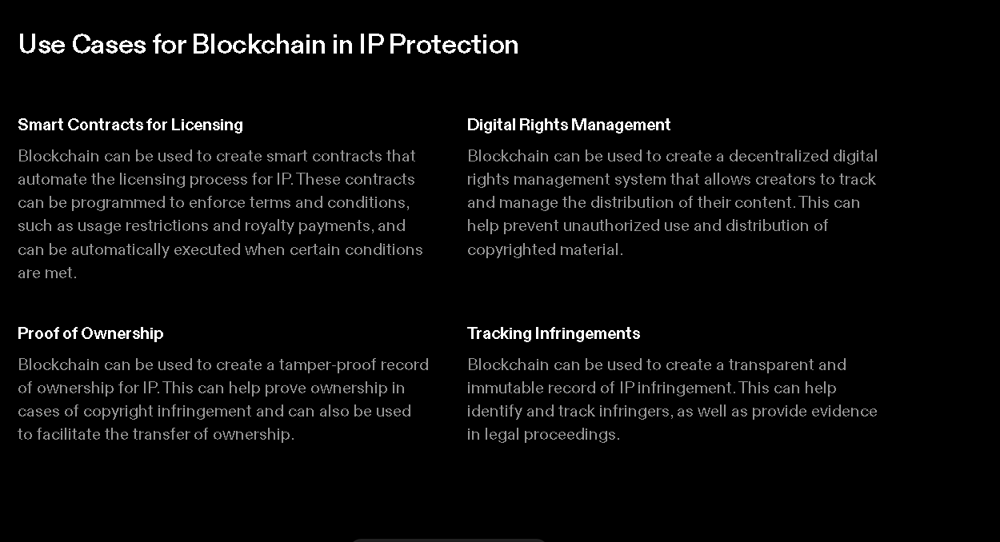 Use Cases for Blockchain in IP Protection
Smart Contracts for Licensing
Blockchain can be used to create smart contracts that
automate the licensing process for IP. These contracts
can be programmed to enforce terms and conditions,
such as usage restrictions and royalty payments, and
can be automatically executed when certain conditions
are met.
Digital Rights Management
Blockchain can be used to create a decentralized digital
rights management system that allows creators to track
and manage the distribution of their content. This can
help prevent unauthorized use and distribution of
copyrighted material.
Proof of Ownership
Blockchain can be used to create a tamper-proof record
of ownership for IP. This can help prove ownership in
cases of copyright infringement and can also be used
to facilitate the transfer of ownership.
Tracking Infringements
Blockchain can be used to create a transparent and
immutable record of IP infringement. This can help
identify and track infringers, as well as provide evidence
in legal proceedings.